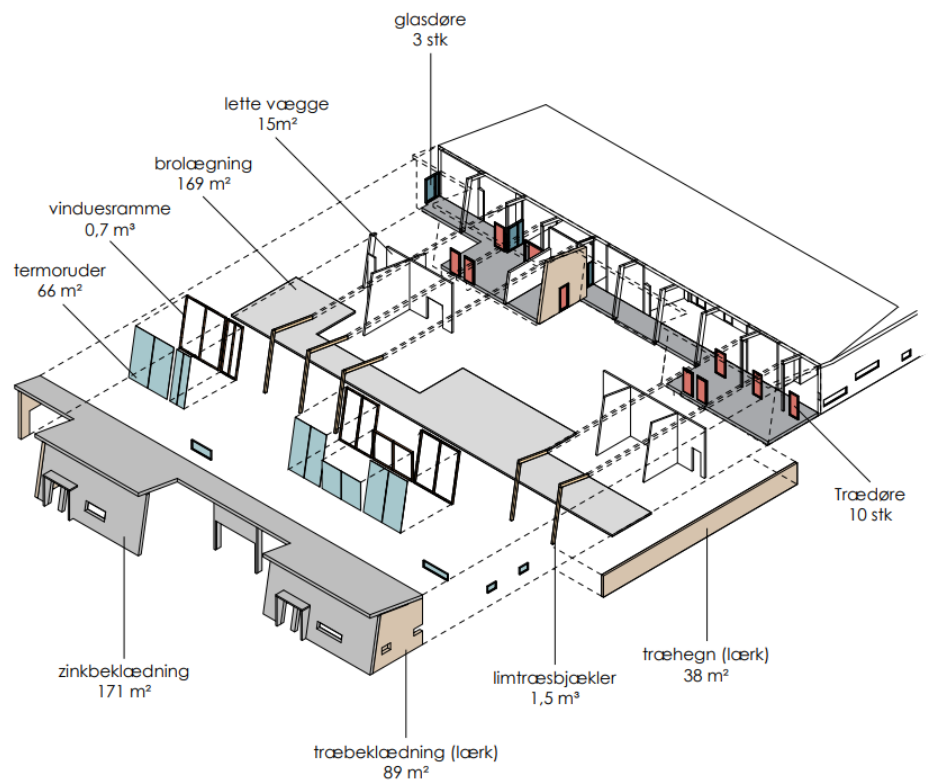 glasdøre
3 stk
lette vægge
15m²
brolægning
169 m²
vinduesramme
0,7 m³
termoruder
66 m²
Trædøre
10 stk
træhegn (lærk)
38 m²
limtræsbjækler
1,5 m³
zinkbeklædning
171 m²
træbeklædning (lærk)
89 m²